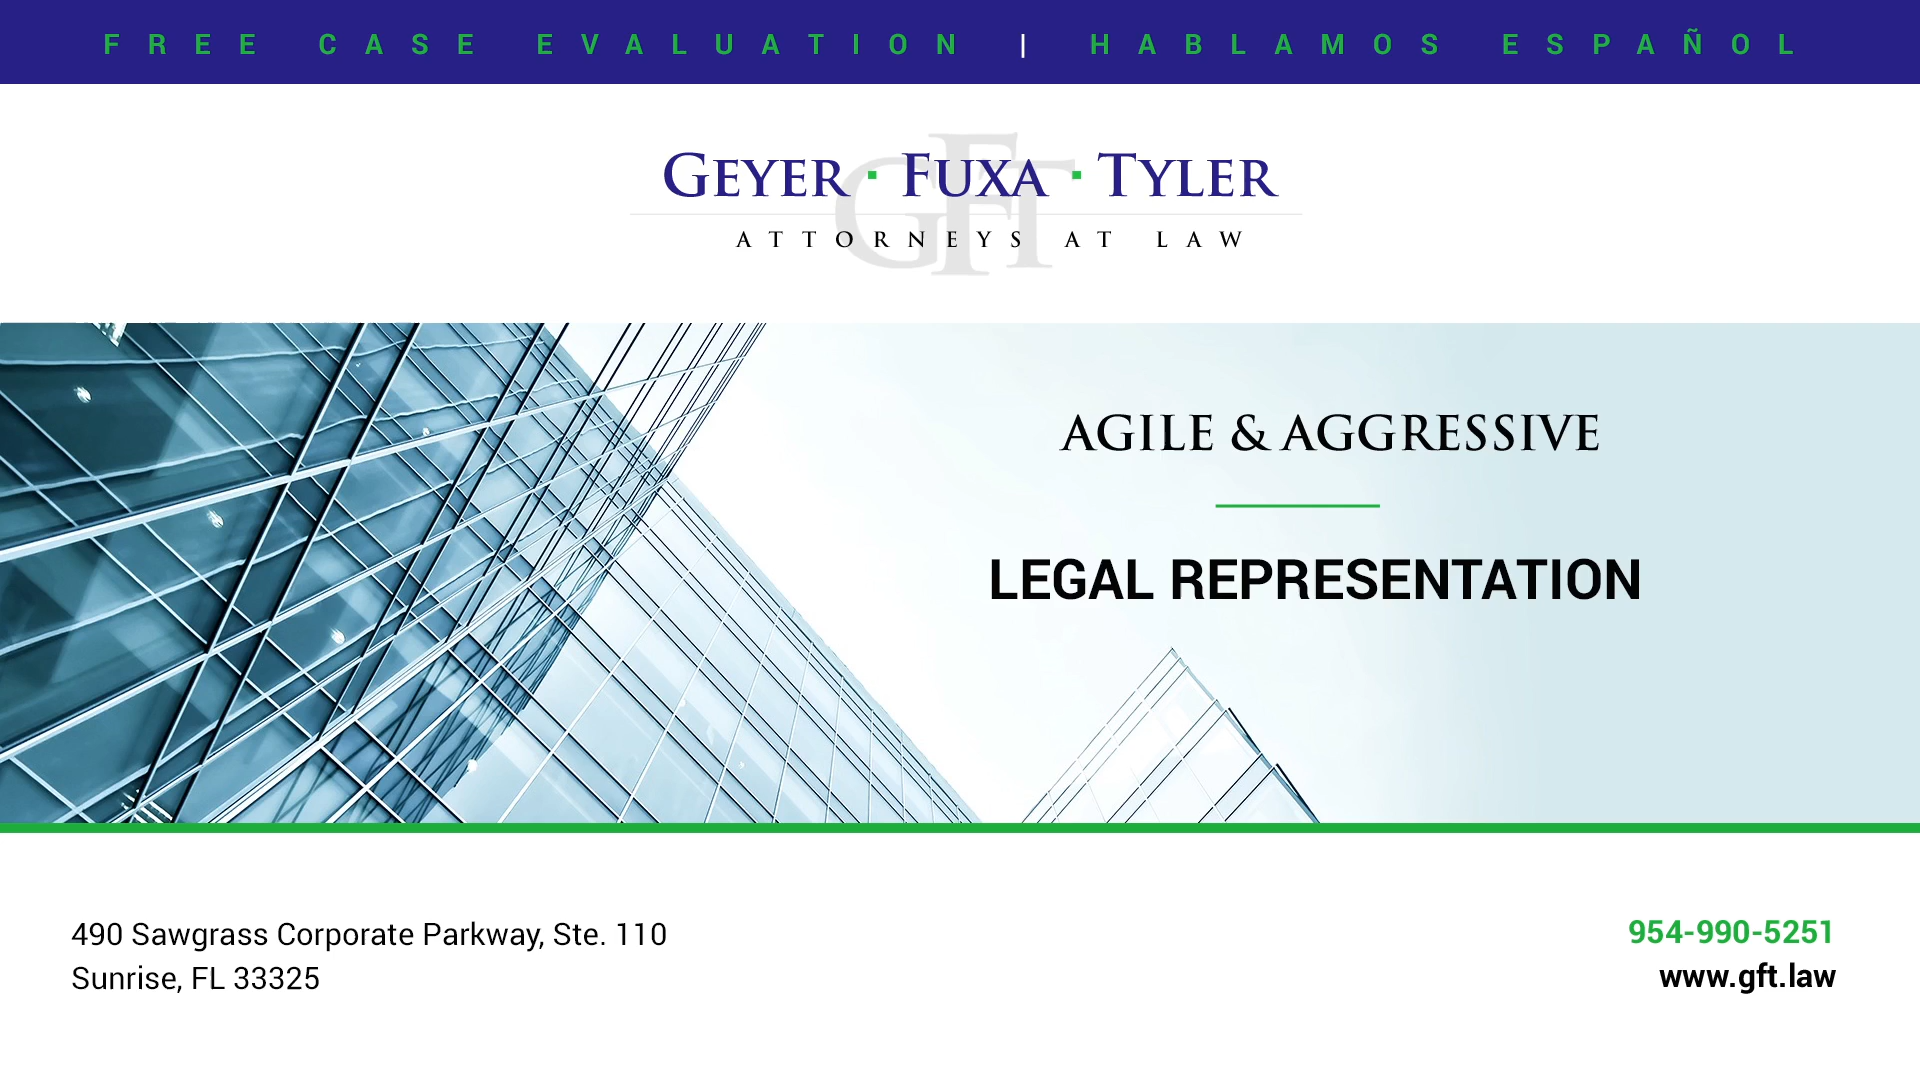 FREE CASE EVALUATION | HABLAMOS ESPAÑOL
GFT
GEYER · FUXA · TYLER
ATTORNEYS AT LAW
AGILE & AGGRESSIVE
LEGAL REPRESENTATION
490 Sawgrass Corporate Parkway, Ste. 110
Sunrise, FL 33325
954-990-5251
www.gft.law